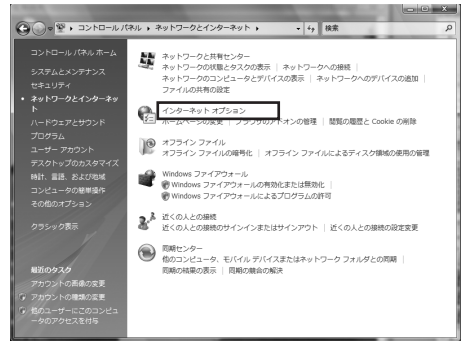 コントロール パネル ▸ ネットワークとインターネット ▸
検索
コントロール パネル ホーム
システムとメンテナンス
セキュリティ
• ネットワークとインターネット
ハードウェアとサウンド
プログラム
ユーザー アカウント
デスクトップのカスタマイズ
時計、言語、および地域
コンピュータの簡単操作
その他のオプション
クラシック表示
最近のタスク
アカウントの画像の変更
アカウントの種類の変更
他のユーザーにこのコンピュータのアクセスを付与
ネットワークと共有センター
ネットワークの状態とタスクの表示 | ネットワークへの接続 |
ネットワークのコンピュータとデバイスの表示 | ネットワークへのデバイスの追加 |
ファイルの共有の設定
インターネット オプション
ホームページの変更 | ブラウザのアドオンの管理 | 閲覧の履歴と Cookie の削除
オフライン ファイル
オフライン ファイルの暗号化 | オフライン ファイルによるディスク領域の使用の管理
Windows ファイアウォール
Windows ファイアウォールの有効化または無効化 |
Windows ファイアウォールによるプログラムの許可
近くの人との接続
近くの人との接続のサインインまたはサインアウト | 近くの人との接続の設定変更
同期センター
他のコンピュータ、モバイル デバイスまたはネットワーク フォルダとの同期 |
同期の結果の表示 | 同期の競合の解決